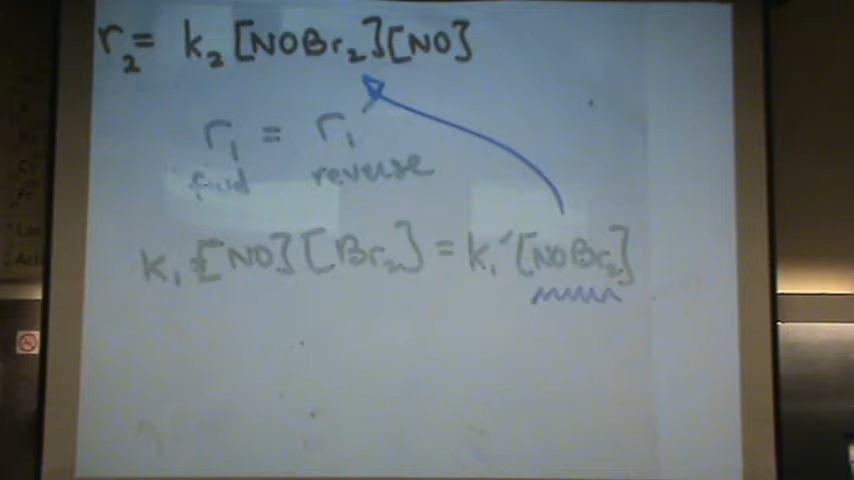 r₂ = k₂ [NOBr₂][NO]
r₁ = r₁
fwd reverse
k₁ [NO][Br₂] = k₁′ [NOBr₂]